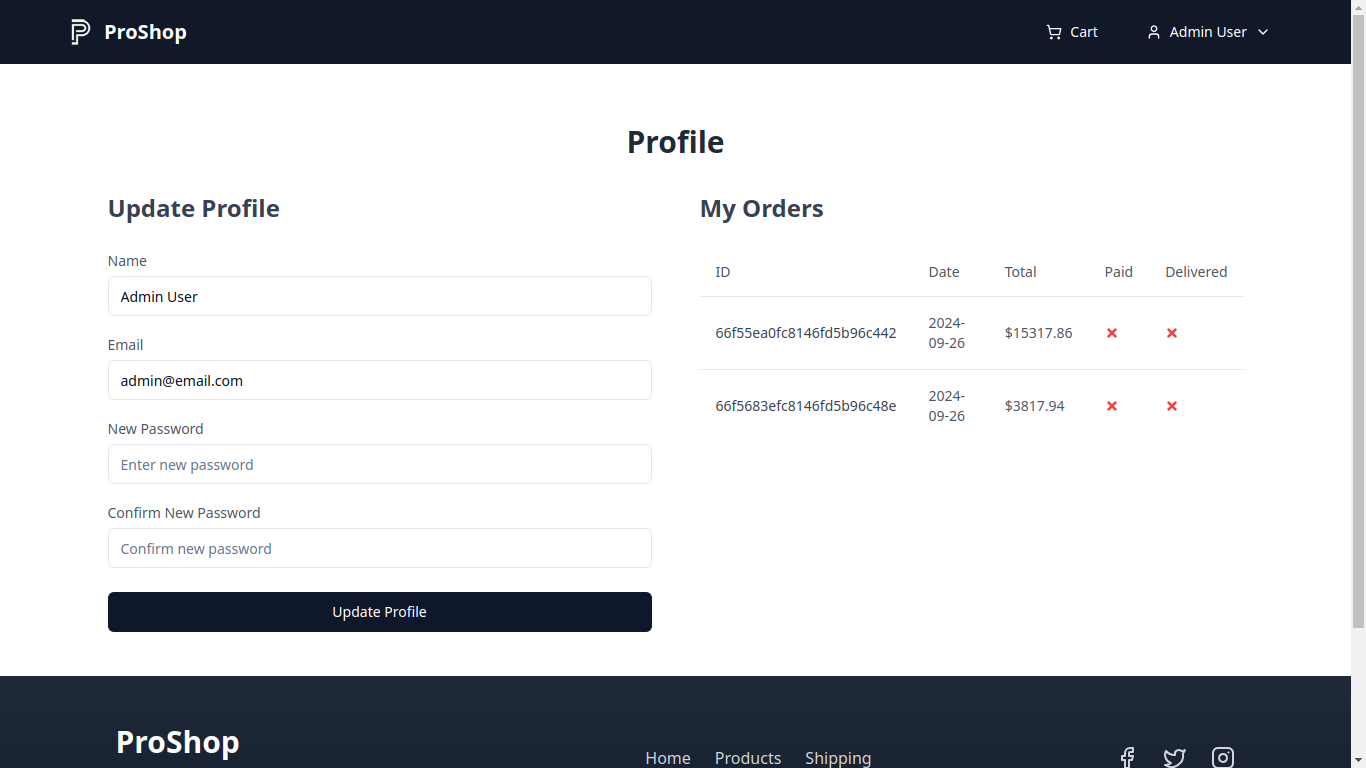 ProShop
Cart
Admin User
Profile
Update Profile
Name
Admin User
Email
admin@email.com
New Password
Enter new password
Confirm New Password
Confirm new password
Update Profile
My Orders
ID Date Total Paid Delivered
66f55ea0fc8146fd5b96c442 2024-09-26 $15317.86
66f5683efc8146fd5b96c48e 2024-09-26 $3817.94
ProShop
Home Products Shipping